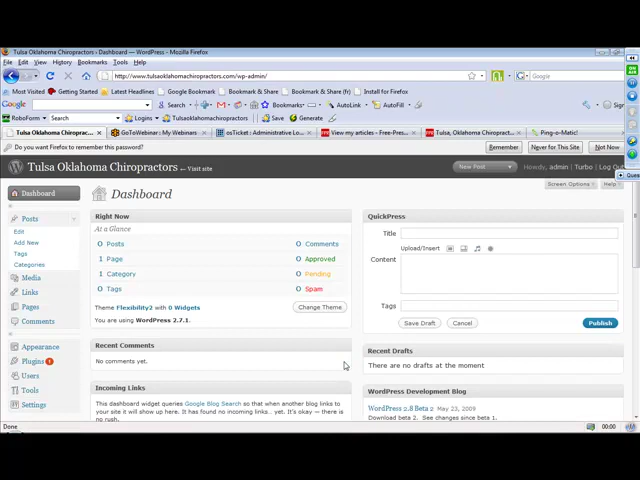 Tulsa Oklahoma Chiropractors › Dashboard — WordPress - Mozilla Firefox
File Edit View History Bookmarks Tools Help
http://www.tulsaoklahomachiropractors.com/wp-admin/
Google
Most Visited Getting Started Latest Headlines Google Bookmark Bookmark & Share Bookmark & Share (fr) Install for Firefox
Google Search Bookmarks AutoLink AutoFill
RoboForm Search Logins TulsaOklahomaChiropractors Save Generate
Tulsa Oklahoma Chiropractors › D... GoToWebinar : My Webinars osTicket : Administrative Lo... View my articles - Free-Pres... Tulsa, Oklahoma Chiropract... Ping-o-Matic!
Do you want Firefox to remember this password?
Remember Never for This Site Not Now
Tulsa Oklahoma Chiropractors ← Visit site
New Post Howdy, admin | Turbo | Log Out
Screen Options Help
Dashboard
Dashboard
Posts
Edit
Add New
Tags
Categories
Media
Links
Pages
Comments
Appearance
Plugins 1
Users
Tools
Settings
Right Now
At a Glance
0 Posts 0 Comments
1 Page 0 Approved
1 Category 0 Pending
0 Tags 0 Spam
Theme Flexibility2 with 0 Widgets
Change Theme
You are using WordPress 2.7.1.
Recent Comments
No comments yet.
Incoming Links
This dashboard widget queries Google Blog Search so that when another blog links to
your site it will show up here. It has found no incoming links... yet. It's okay — there is
no rush.
QuickPress
Title
Upload/Insert
Content
Tags
Save Draft Cancel Publish
Recent Drafts
There are no drafts at the moment
WordPress Development Blog
WordPress 2.8 Beta 2 May 23, 2009
Download beta 2. See changes since beta 1.
Done
00:00